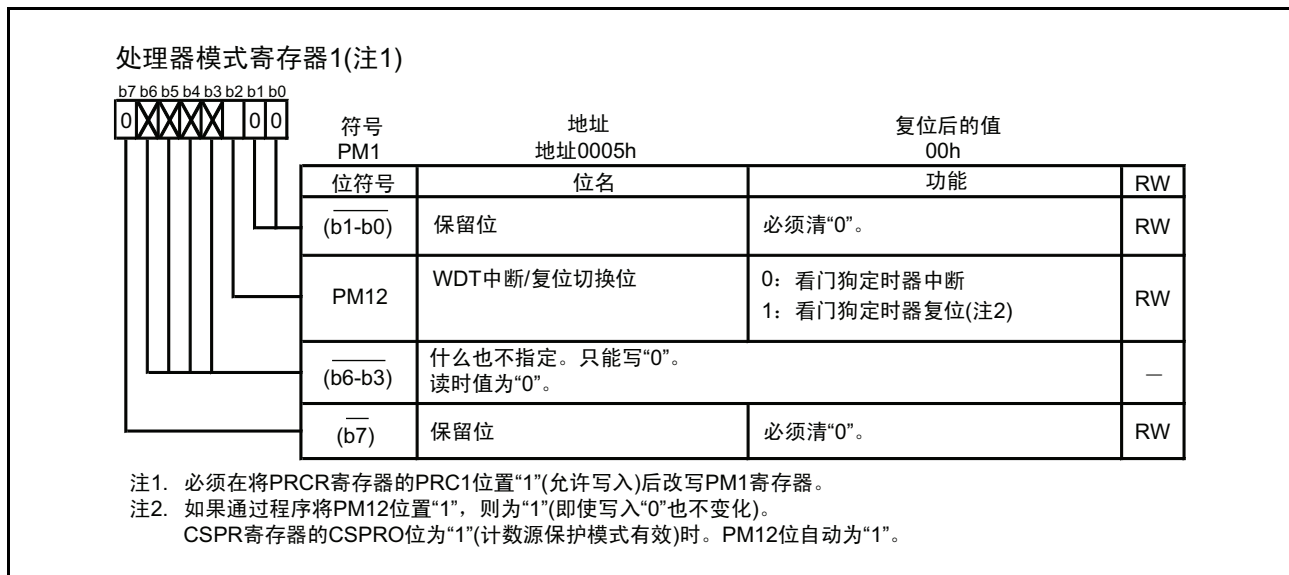 处理器模式寄存器1(注1)
b7 b6 b5 b4 b3 b2 b1 b0
0 0 0
符号 地址 复位后的值
PM1 地址0005h 00h
位符号 位名 功能 RW
(b1-b0) 保留位 必须清“0”。 RW
PM12 WDT中断/复位切换位 0：看门狗定时器中断 RW
1：看门狗定时器复位(注2)
(b6-b3) 什么也不指定。只能写“0”。 —
读时值为“0”。
(b7) 保留位 必须清“0”。 RW
注1. 必须在将PRCR寄存器的PRC1位置“1”(允许写入)后改写PM1寄存器。
注2. 如果通过程序将PM12位置“1”，则为“1”(即使写入“0”也不变化)。
CSPR寄存器的CSPRO位为“1”(计数源保护模式有效)时。PM12位自动为“1”。